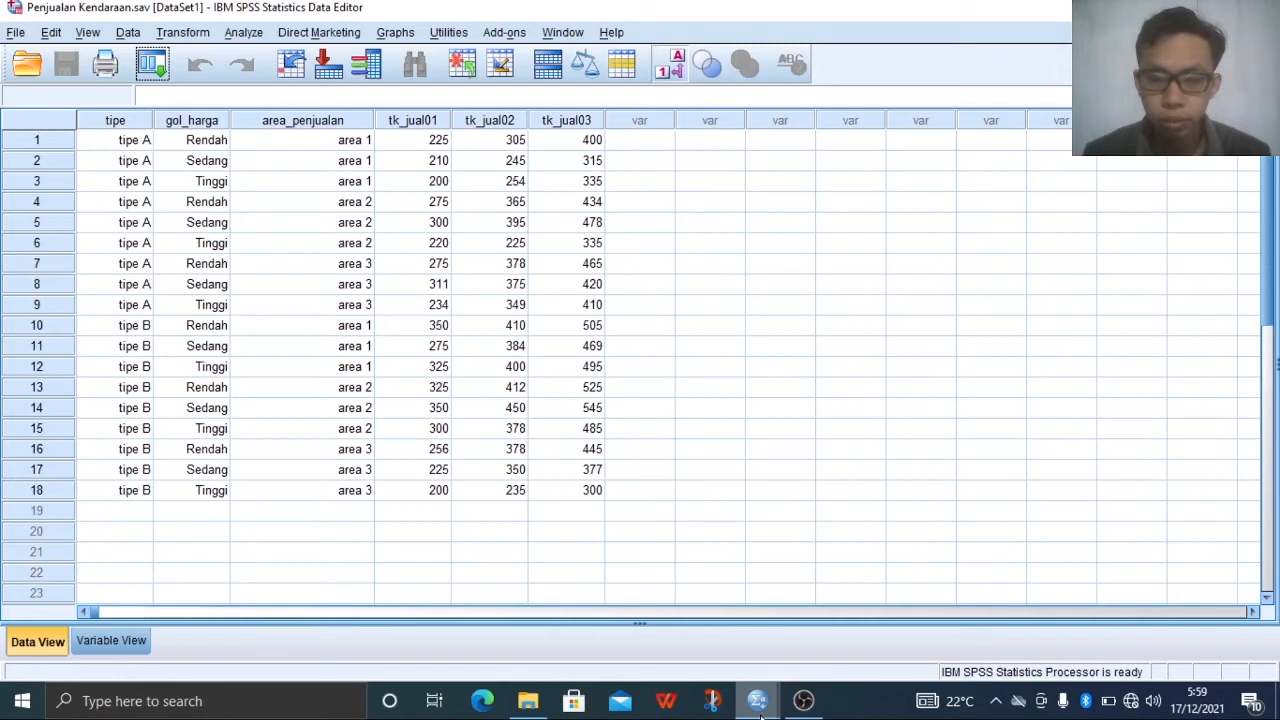 Penjualan Kendaraan.sav [DataSet1] - IBM SPSS Statistics Data Editor
File Edit View Data Transform Analyze Direct Marketing Graphs Utilities Add-ons Window Help
A
1
ABC
tipe gol_harga area_penjualan tk_jual01 tk_jual02 tk_jual03 var var var var var var var
1 tipe A Rendah area 1 225 305 400
2 tipe A Sedang area 1 210 245 315
3 tipe A Tinggi area 1 200 254 335
4 tipe A Rendah area 2 275 365 434
5 tipe A Sedang area 2 300 395 478
6 tipe A Tinggi area 2 220 225 335
7 tipe A Rendah area 3 275 378 465
8 tipe A Sedang area 3 311 375 420
9 tipe A Tinggi area 3 234 349 410
10 tipe B Rendah area 1 350 410 505
11 tipe B Sedang area 1 275 384 469
12 tipe B Tinggi area 1 325 400 495
13 tipe B Rendah area 2 325 412 525
14 tipe B Sedang area 2 350 450 545
15 tipe B Tinggi area 2 300 378 485
16 tipe B Rendah area 3 256 378 445
17 tipe B Sedang area 3 225 350 377
18 tipe B Tinggi area 3 200 235 300
19
20
21
22
23
Data View Variable View
IBM SPSS Statistics Processor is ready
Type here to search
22°C
5:59
17/12/2021
10